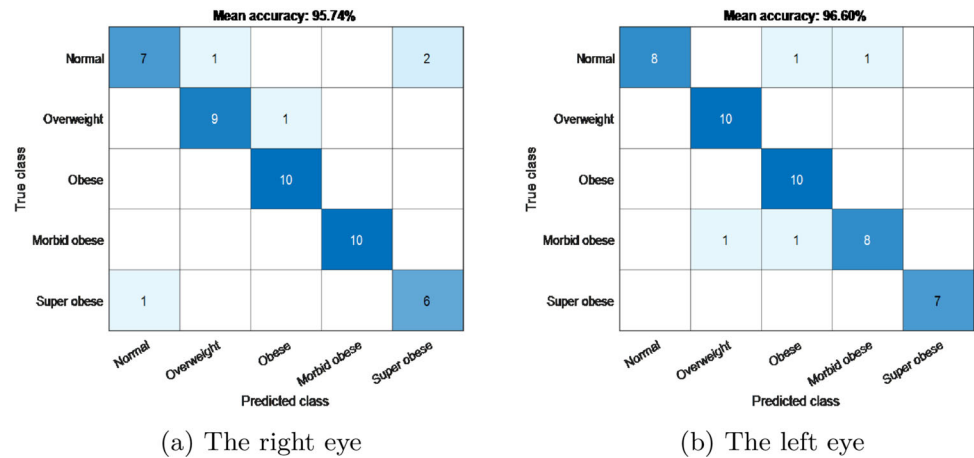 Mean accuracy: 95.74%
Normal 7 1 2
Overweight 9 1
Obese 10
Morbid obese 10
Super obese 1 6
True class
Normal Overweight Obese Morbid obese Super obese
Predicted class
(a) The right eye
Mean accuracy: 96.60%
Normal 8 1 1
Overweight 10
Obese 10
Morbid obese 1 1 8
Super obese 7
True class
Normal Overweight Obese Morbid obese Super obese
Predicted class
(b) The left eye